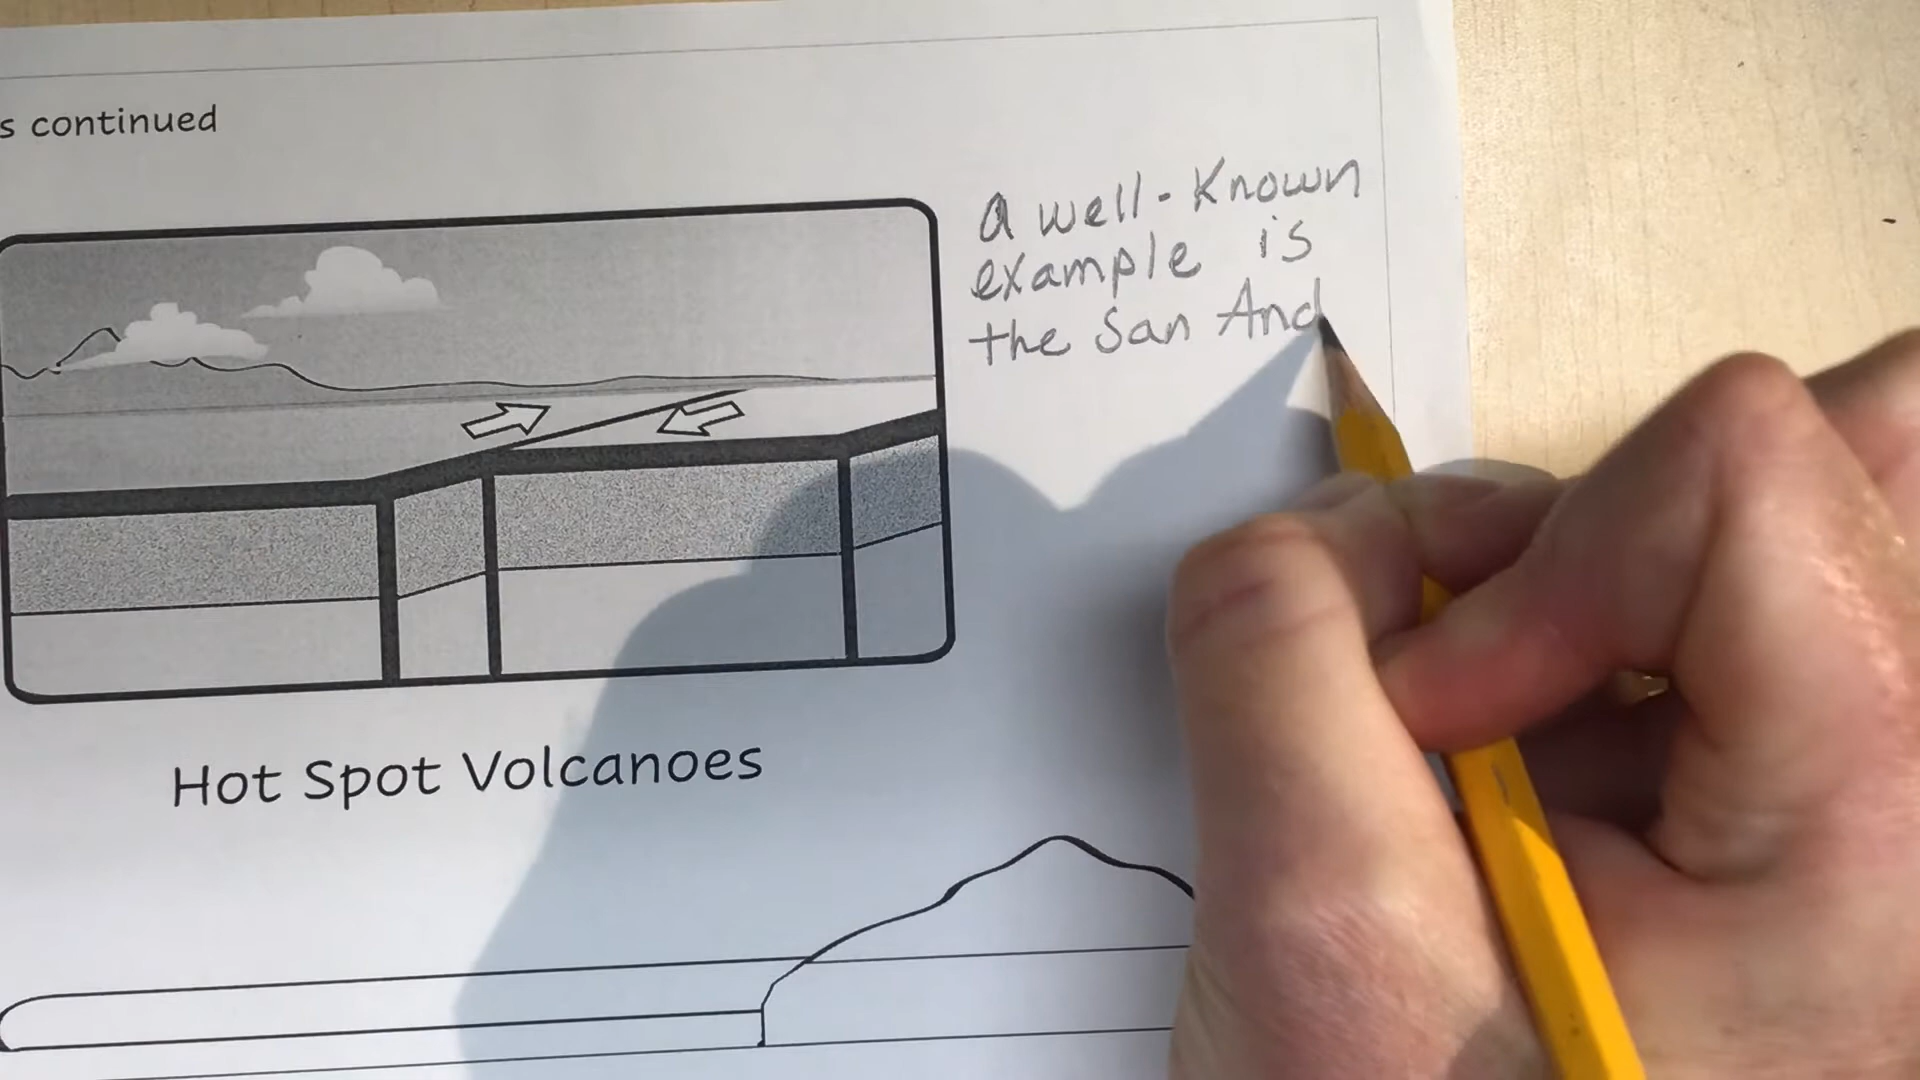 s continued
A well-Known
example is
the San And
Hot Spot Volcanoes